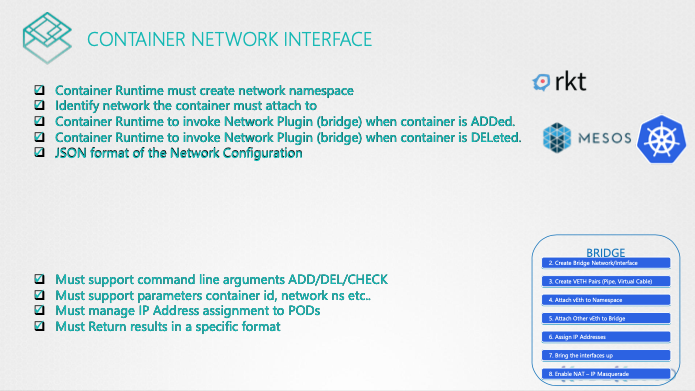 CONTAINER NETWORK INTERFACE
Container Runtime must create network namespace
Identify network the container must attach to
Container Runtime to invoke Network Plugin (bridge) when container is ADDed.
Container Runtime to invoke Network Plugin (bridge) when container is DELeted.
JSON format of the Network Configuration
rkt
MESOS
Must support command line arguments ADD/DEL/CHECK
Must support parameters container id, network ns etc..
Must manage IP Address assignment to PODs
Must Return results in a specific format
BRIDGE
2. Create Bridge Network/Interface
3. Create VETH Pairs (Pipe, Virtual Cable)
4. Attach vEth to Namespace
5. Attach Other vEth to Bridge
6. Assign IP Addresses
7. Bring the interfaces up
8. Enable NAT – IP Masquerade